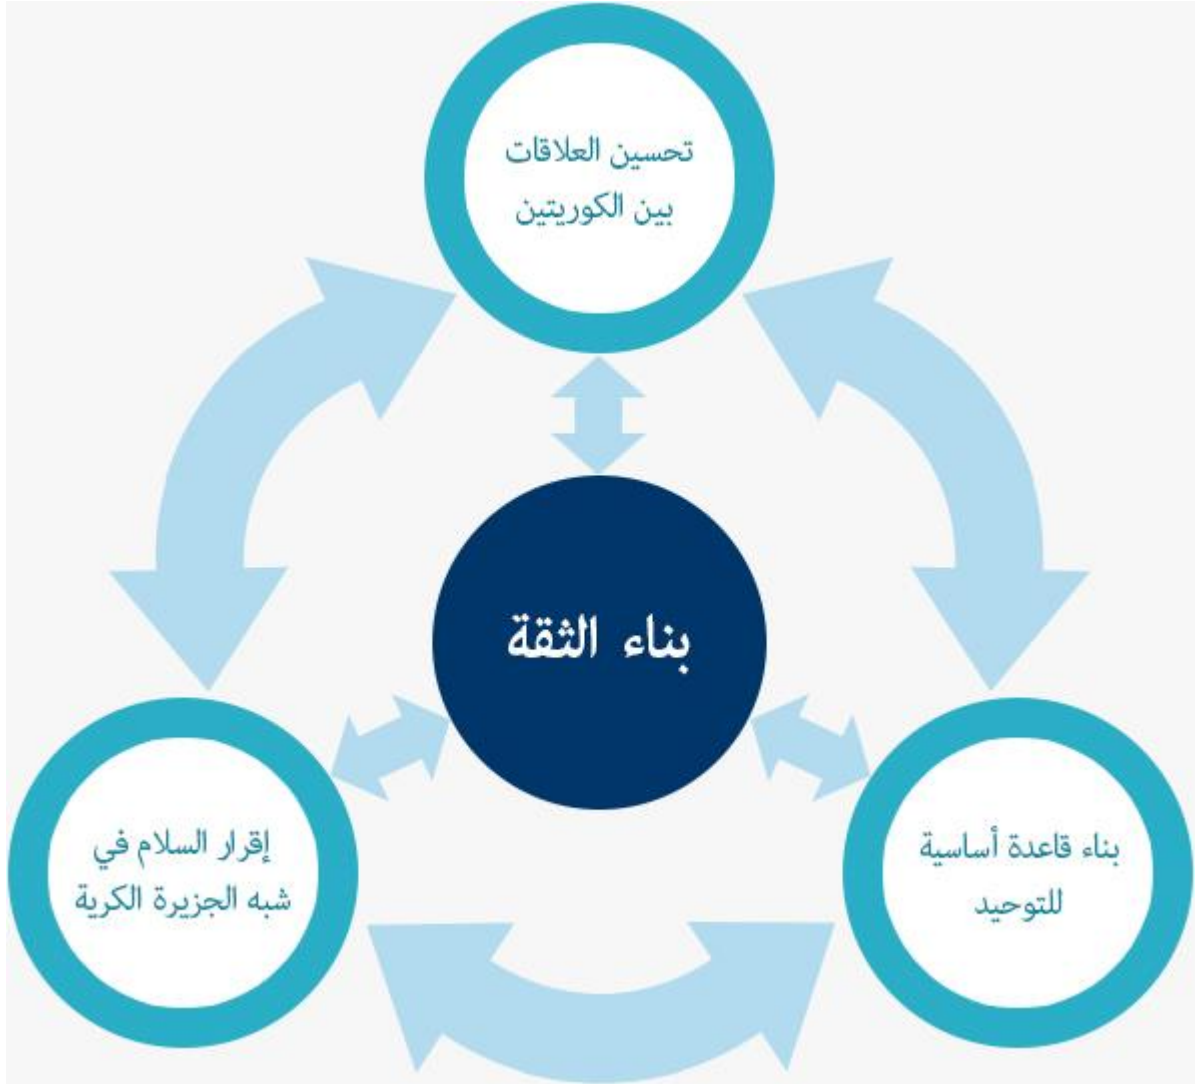 تحسين العلاقات
بين الكوريتين
بناء الثقة
بناء قاعدة أساسية
للتوحيد
إقرار السلام في
شبه الجزيرة الكرية